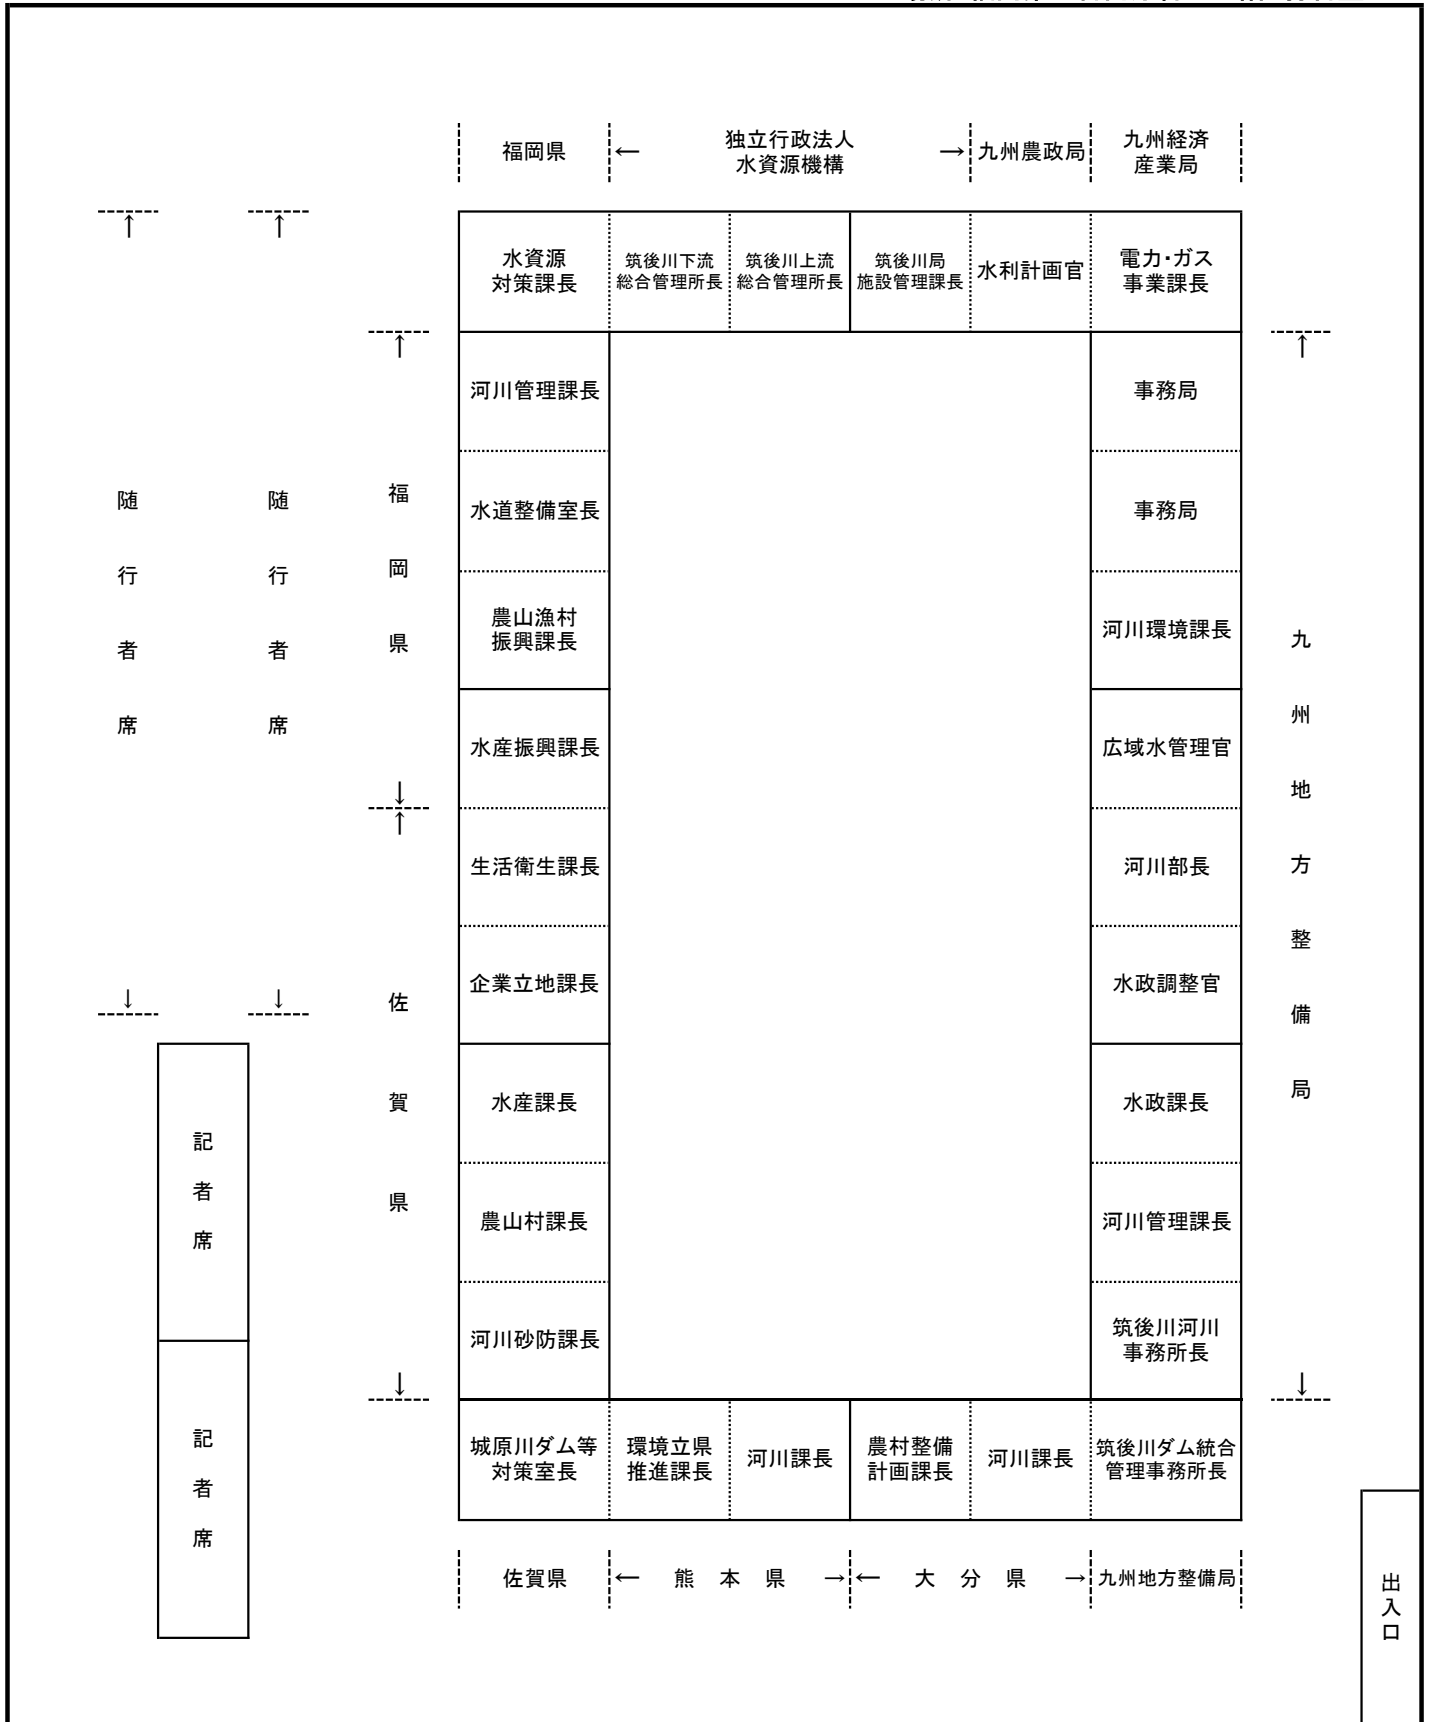 福岡県
←
独立行政法人
水資源機構
→
九州農政局
九州経済
産業局
↑
↑
水資源
対策課長
筑後川下流
総合管理所長
筑後川上流
総合管理所長
筑後川局
施設管理課長
水利計画官
電力・ガス
事業課長
↑
↑
河川管理課長
事務局
水道整備室長
事務局
農山漁村
振興課長
河川環境課長
水産振興課長
広域水管理官
生活衛生課長
河川部長
企業立地課長
水政調整官
水産課長
水政課長
農山村課長
河川管理課長
河川砂防課長
筑後川河川
事務所長
随行者席
随行者席
福岡県
↓
↑
佐賀県
↓
九州地方整備局
↓
↓
↓
記者席
記者席
城原川ダム等
対策室長
環境立県
推進課長
河川課長
農村整備
計画課長
河川課長
筑後川ダム統合
管理事務所長
佐賀県
← 熊 本 県 →
← 大 分 県 →
九州地方整備局
出入口